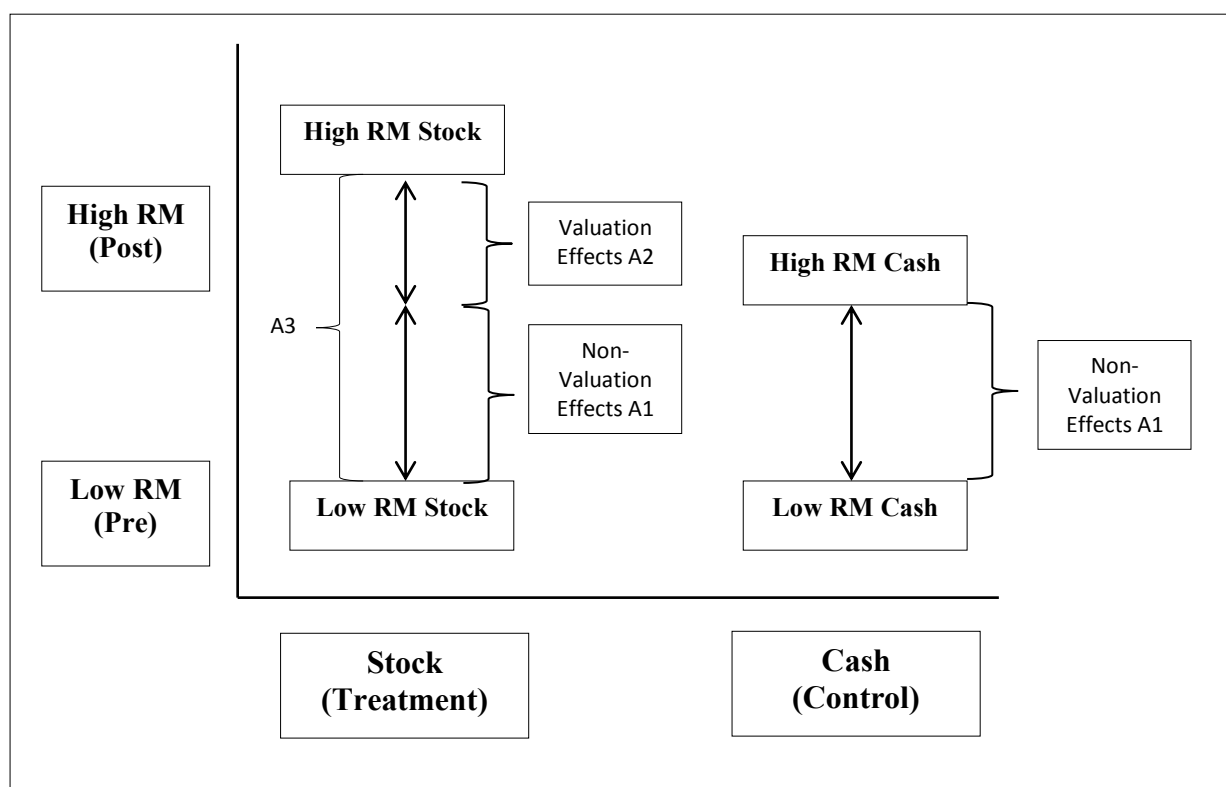 High RM Stock
High RM
(Post)
Valuation
Effects A2
High RM Cash
A3
Non-
Valuation
Effects A1
Non-
Valuation
Effects A1
Low RM
(Pre)
Low RM Stock
Low RM Cash
Stock
(Treatment)
Cash
(Control)